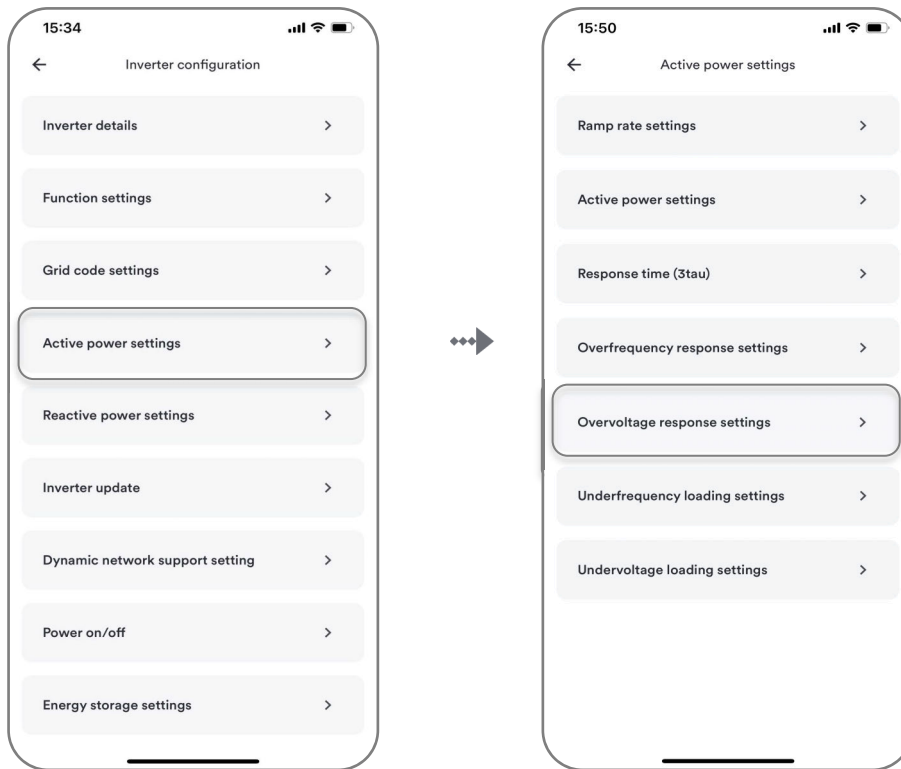 15:34
Inverter configuration
Inverter details
Function settings
Grid code settings
Active power settings
Reactive power settings
Inverter update
Dynamic network support setting
Power on/off
Energy storage settings
15:50
Active power settings
Ramp rate settings
Active power settings
Response time (3tau)
Overfrequency response settings
Overvoltage response settings
Underfrequency loading settings
Undervoltage loading settings